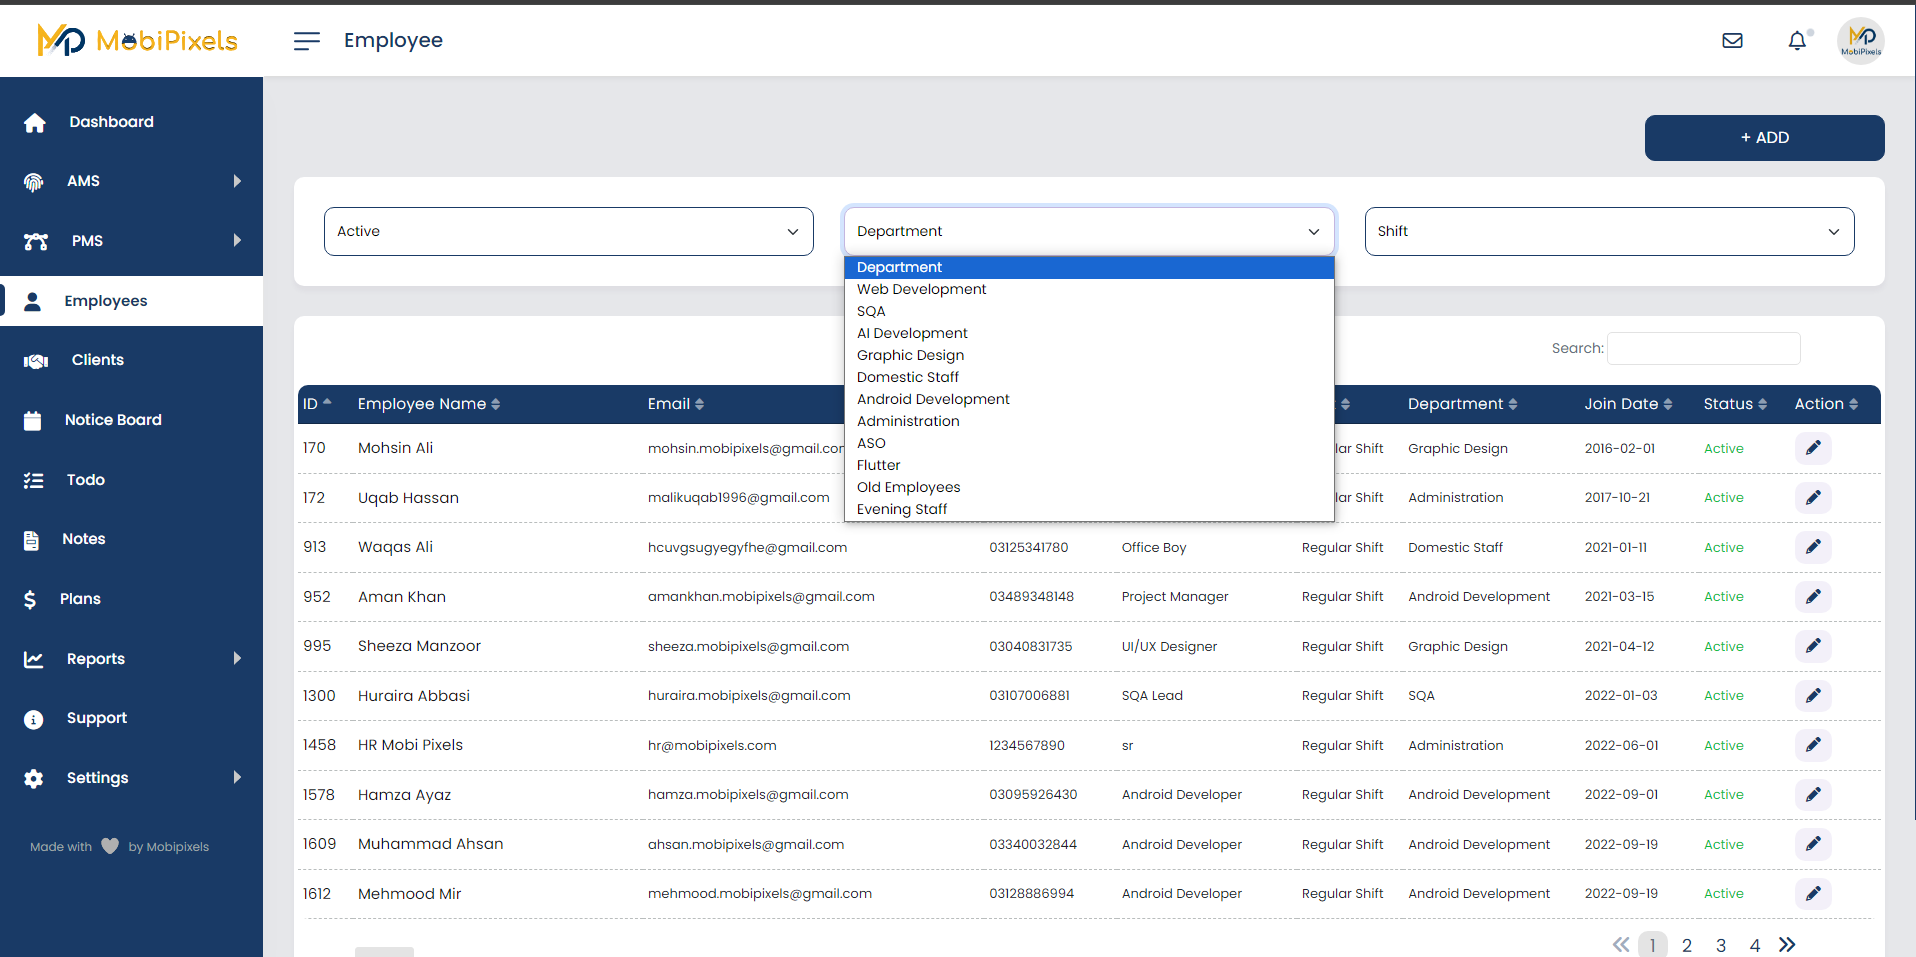 MP MobiPixels
Employee
MobiPixels
Dashboard
AMS
PMS
Employees
Clients
Notice Board
Todo
Notes
Plans
Reports
Support
Settings
Made with by Mobipixels
+ ADD
Active
Department
Shift
Department
Web Development
SQA
AI Development
Graphic Design
Domestic Staff
Android Development
Administration
ASO
Flutter
Old Employees
Evening Staff
Search:
ID Employee Name Email Department Join Date Status Action
170 Mohsin Ali mohsin.mobipixels@gmail.com lar Shift Graphic Design 2016-02-01 Active
172 Uqab Hassan malikuqab1996@gmail.com lar Shift Administration 2017-10-21 Active
913 Waqas Ali hcuvgsugyegyfhe@gmail.com 03125341780 Office Boy Regular Shift Domestic Staff 2021-01-11 Active
952 Aman Khan amankhan.mobipixels@gmail.com 03489348148 Project Manager Regular Shift Android Development 2021-03-15 Active
995 Sheeza Manzoor sheeza.mobipixels@gmail.com 03040831735 UI/UX Designer Regular Shift Graphic Design 2021-04-12 Active
1300 Huraira Abbasi huraira.mobipixels@gmail.com 03107006881 SQA Lead Regular Shift SQA 2022-01-03 Active
1458 HR Mobi Pixels hr@mobipixels.com 1234567890 sr Regular Shift Administration 2022-06-01 Active
1578 Hamza Ayaz hamza.mobipixels@gmail.com 03095926430 Android Developer Regular Shift Android Development 2022-09-01 Active
1609 Muhammad Ahsan ahsan.mobipixels@gmail.com 03340032844 Android Developer Regular Shift Android Development 2022-09-19 Active
1612 Mehmood Mir mehmood.mobipixels@gmail.com 03128886994 Android Developer Regular Shift Android Development 2022-09-19 Active
« 1 2 3 4 »